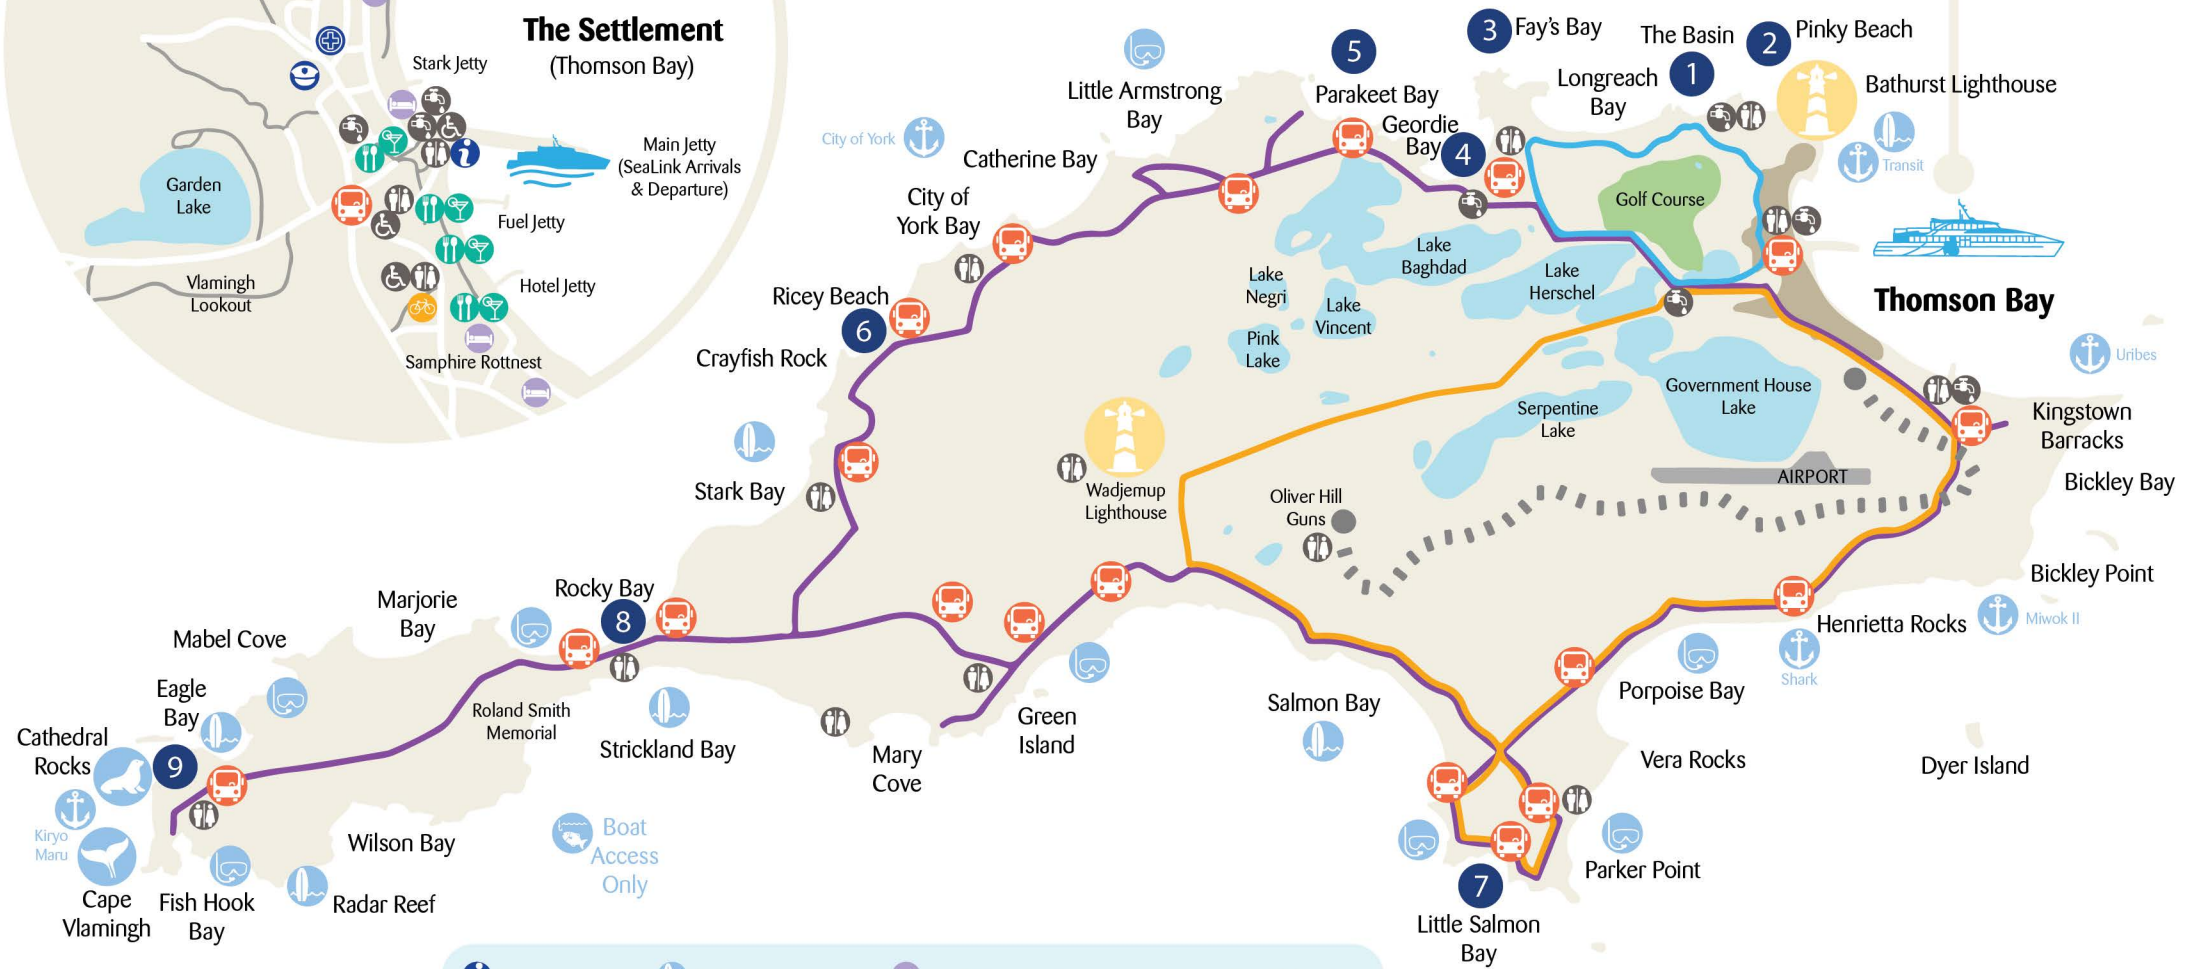 The Settlement
(Thomson Bay)
Stark Jetty
Main Jetty
(SeaLink Arrivals
& Departure)
Garden
Lake
Fuel Jetty
Vlamingh
Lookout
Hotel Jetty
Samphire Rottnest
Little Armstrong
Bay
City of York
Catherine Bay
City of
York Bay
Ricey Beach
6
Crayfish Rock
Stark Bay
5
Parakeet Bay
Geordie
Bay
4
3
Fay's Bay
Longreach
Bay
The Basin
1
2
Pinky Beach
Bathurst Lighthouse
Transit
Golf Course
Thomson Bay
Lake
Baghdad
Lake
Herschel
Lake
Negri
Lake
Vincent
Pink
Lake
Government House
Lake
Serpentine
Lake
Uribes
Kingstown
Barracks
Bickley Bay
AIRPORT
Wadjemup
Lighthouse
Oliver Hill
Guns
Bickley Point
Henrietta Rocks
Miwok II
Shark
Porpoise Bay
Vera Rocks
Dyer Island
Parker Point
7
Little Salmon
Bay
Salmon Bay
Green
Island
Mary
Cove
Strickland Bay
Rocky Bay
8
Marjorie
Bay
Mabel Cove
Eagle
Bay
Cathedral
Rocks
9
Roland Smith
Memorial
Kiryo
Maru
Cape
Vlamingh
Fish Hook
Bay
Radar Reef
Wilson Bay
Boat
Access
Only